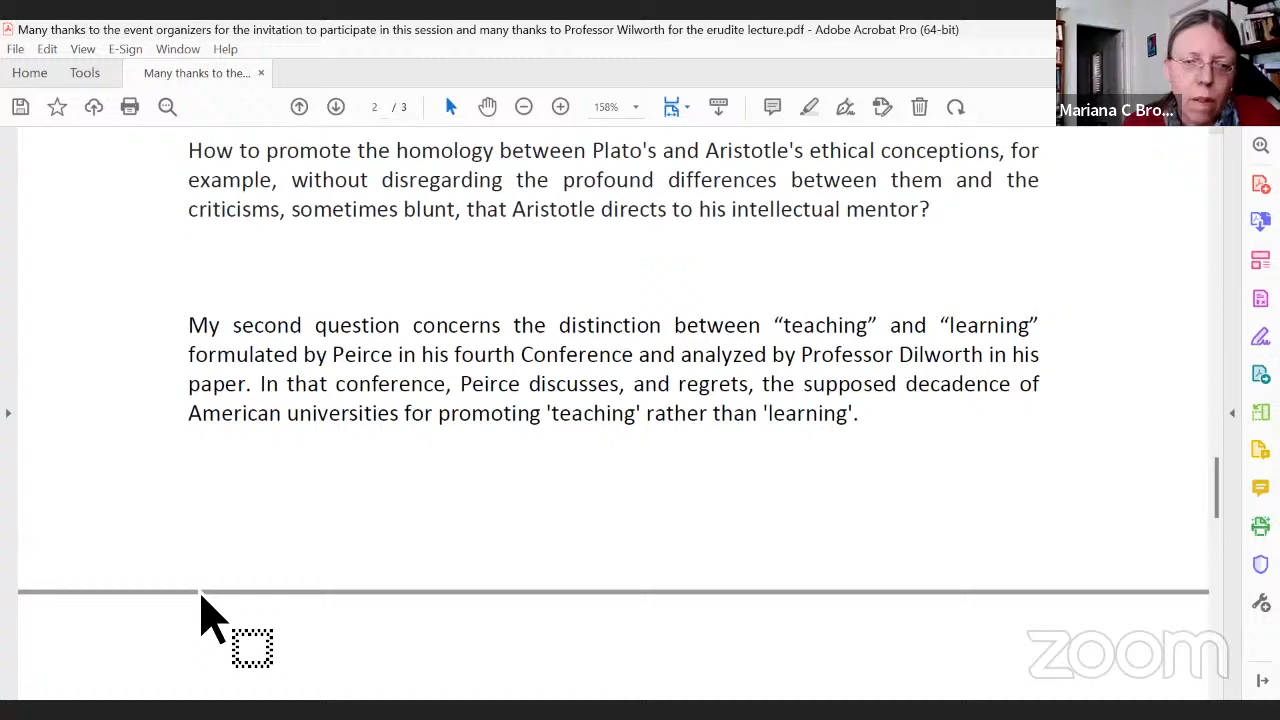 Many thanks to the event organizers for the invitation to participate in this session and many thanks to Professor Wilworth for the erudite lecture.pdf - Adobe Acrobat Pro (64-bit)
File Edit View E-Sign Window Help
Home Tools Many thanks to the... ×
2 / 3 158%
Mariana C Bro...
How to promote the homology between Plato's and Aristotle's ethical conceptions, for
example, without disregarding the profound differences between them and the
criticisms, sometimes blunt, that Aristotle directs to his intellectual mentor?
My second question concerns the distinction between “teaching” and “learning”
formulated by Peirce in his fourth Conference and analyzed by Professor Dilworth in his
paper. In that conference, Peirce discusses, and regrets, the supposed decadence of
American universities for promoting 'teaching' rather than 'learning'.
zoom